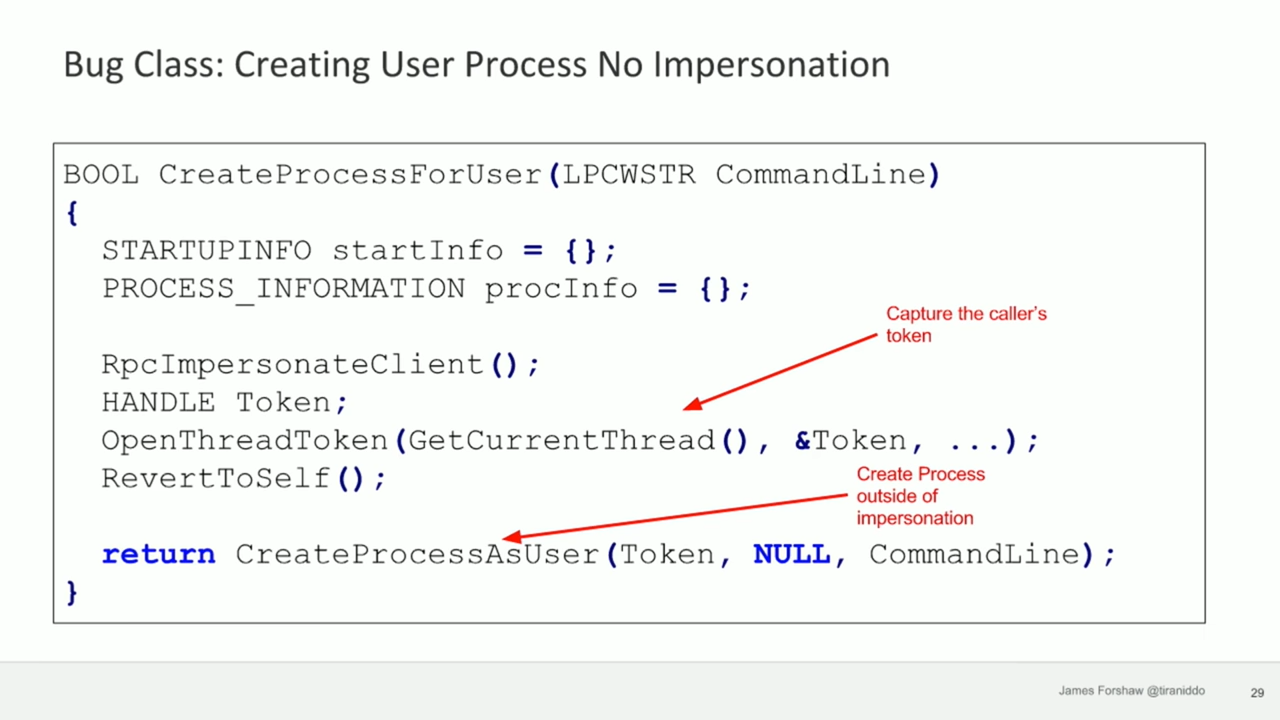 Bug Class: Creating User Process No Impersonation
BOOL CreateProcessForUser(LPCWSTR CommandLine)
{
  STARTUPINFO startInfo = {};
  PROCESS_INFORMATION procInfo = {};
Capture the caller's
token
  RpcImpersonateClient();
  HANDLE Token;
  OpenThreadToken(GetCurrentThread(), &Token, ...);
  RevertToSelf();
Create Process
outside of
impersonation
  return CreateProcessAsUser(Token, NULL, CommandLine);
}
James Forshaw @tiraniddo
29